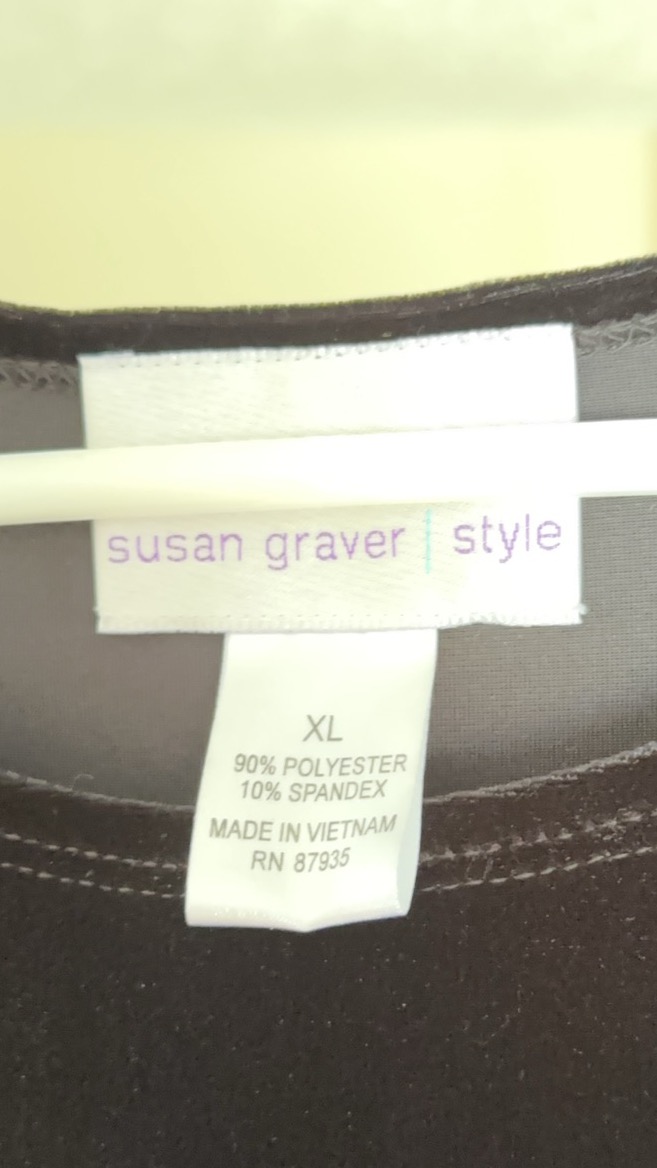 susan graver | style
XL
90% POLYESTER
10% SPANDEX
MADE IN VIETNAM
RN 87935